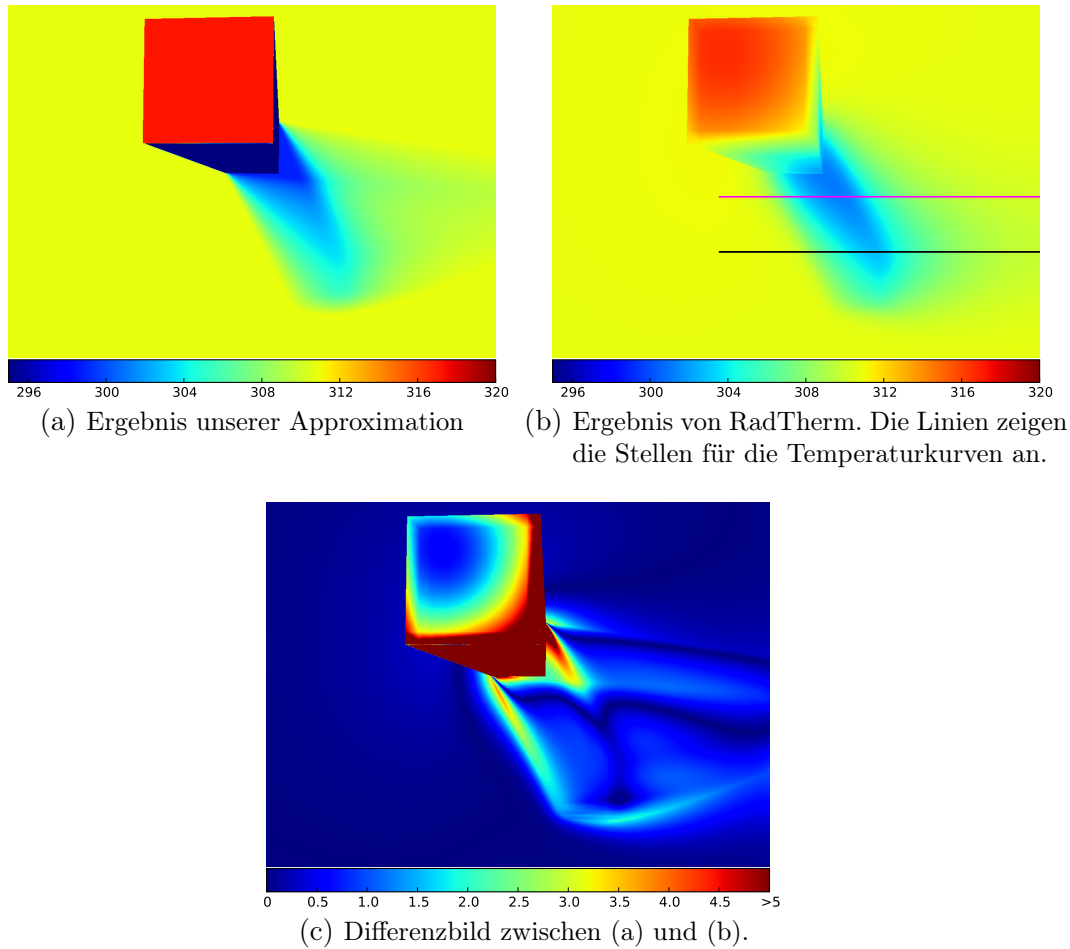 296 300 304 308 312 316 320
(a) Ergebnis unserer Approximation
296 300 304 308 312 316 320
(b) Ergebnis von RadTherm. Die Linien zeigen
die Stellen für die Temperaturkurven an.
0 0.5 1.0 1.5 2.0 2.5 3.0 3.5 4.0 4.5 >5
(c) Differenzbild zwischen (a) und (b).